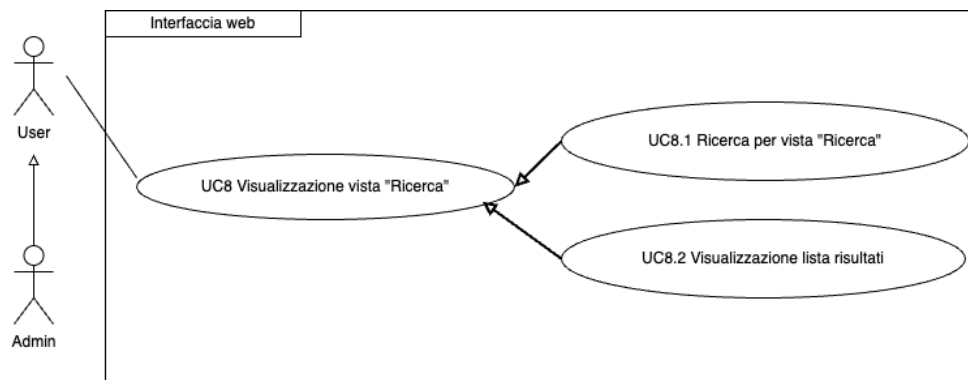 Interfaccia web
User
UC8.1 Ricerca per vista "Ricerca"
UC8 Visualizzazione vista "Ricerca"
UC8.2 Visualizzazione lista risultati
Admin